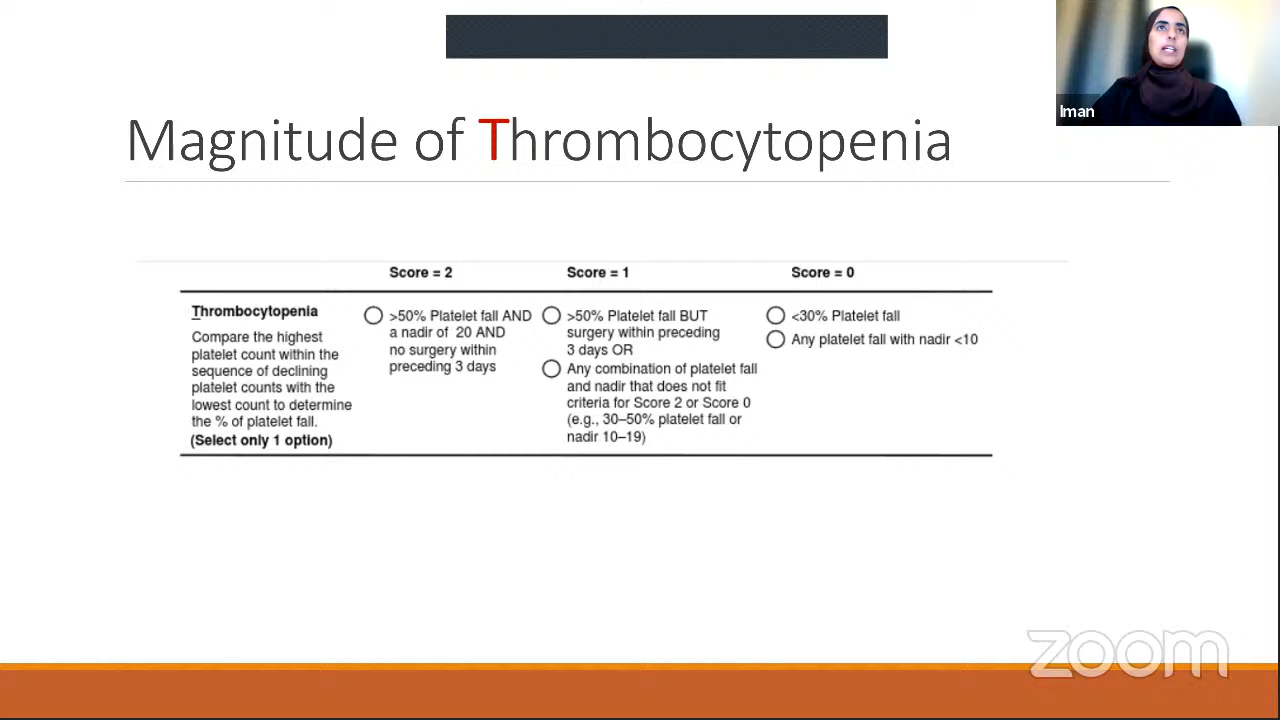 Iman
Magnitude of Thrombocytopenia
Score = 2
Score = 1
Score = 0
Thrombocytopenia
Compare the highest
platelet count within the
sequence of declining
platelet counts with the
lowest count to determine
the % of platelet fall.
(Select only 1 option)
>50% Platelet fall AND
a nadir of 20 AND
no surgery within
preceding 3 days
>50% Platelet fall BUT
surgery within preceding
3 days OR
Any combination of platelet fall
and nadir that does not fit
criteria for Score 2 or Score 0
(e.g., 30–50% platelet fall or
nadir 10–19)
<30% Platelet fall
Any platelet fall with nadir <10
zoom